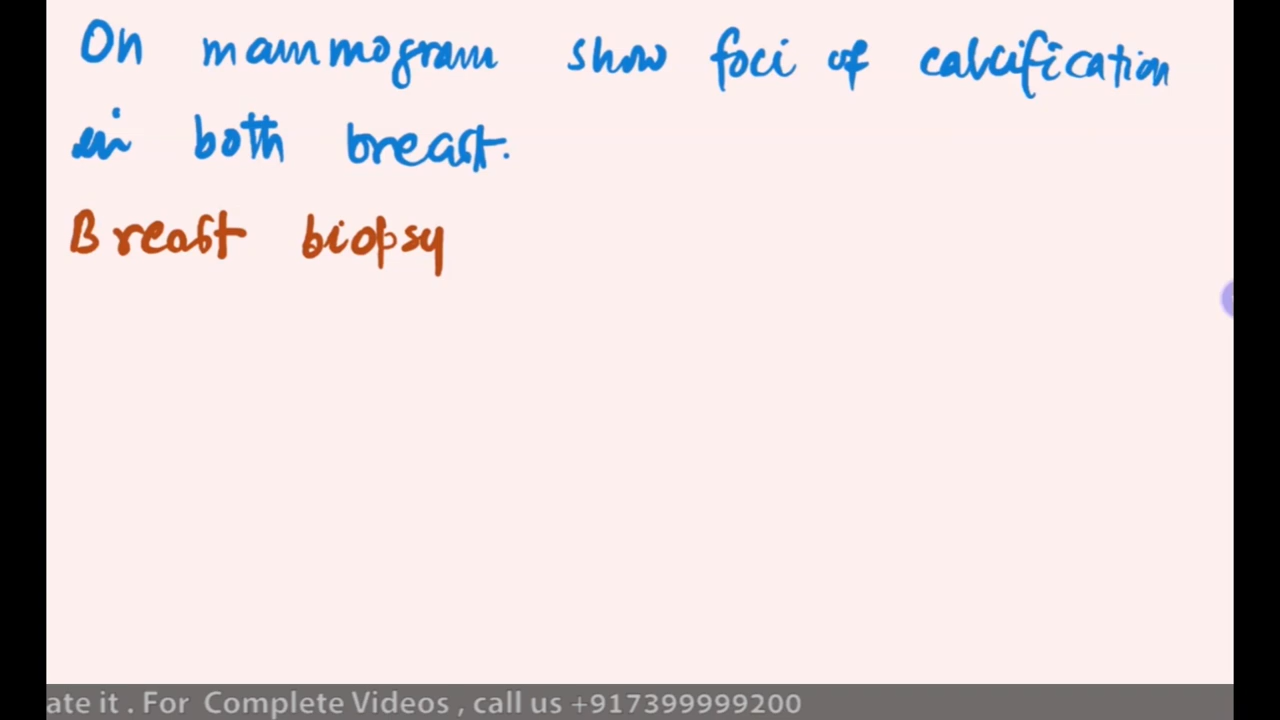 On mammogram show foci of calcification
in both breast.
Breast biopsy
ate it . For Complete Videos , call us +917399999200